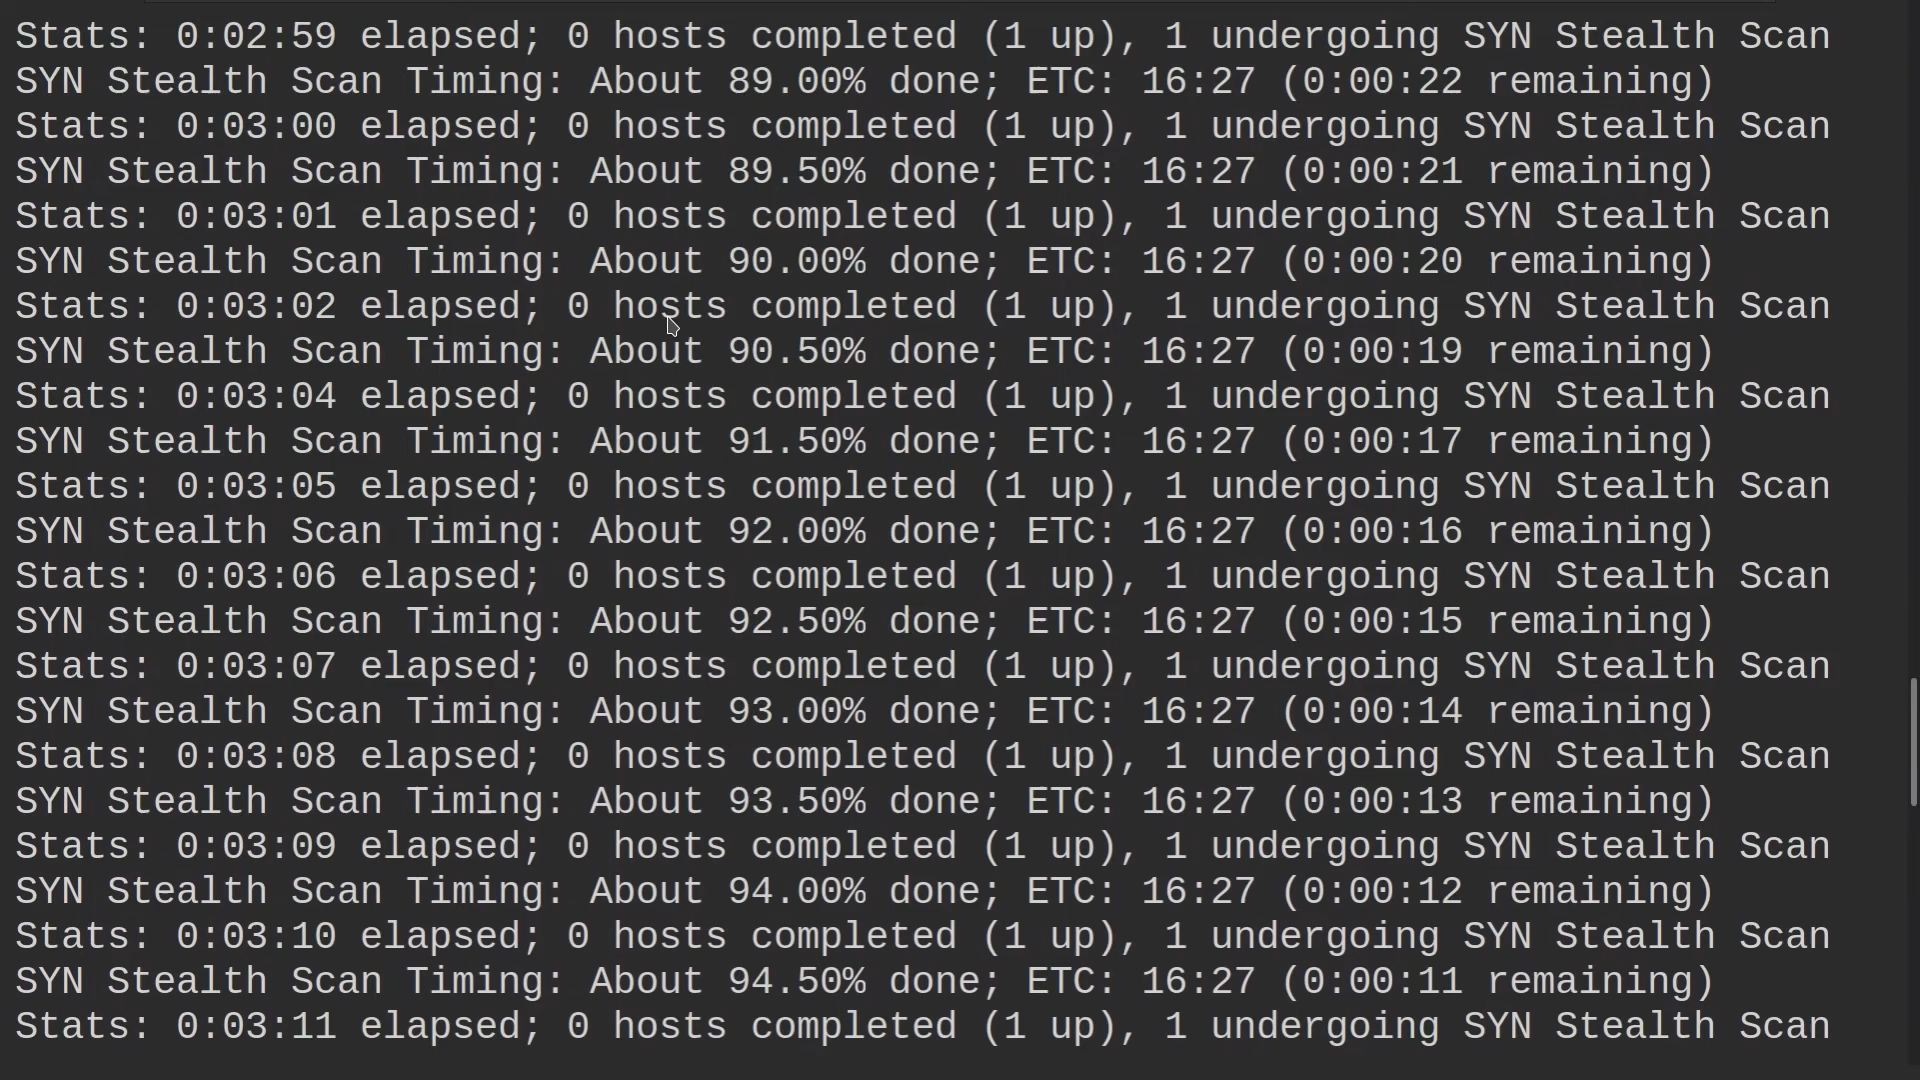 Stats: 0:02:59 elapsed; 0 hosts completed (1 up), 1 undergoing SYN Stealth Scan
SYN Stealth Scan Timing: About 89.00% done; ETC: 16:27 (0:00:22 remaining)
Stats: 0:03:00 elapsed; 0 hosts completed (1 up), 1 undergoing SYN Stealth Scan
SYN Stealth Scan Timing: About 89.50% done; ETC: 16:27 (0:00:21 remaining)
Stats: 0:03:01 elapsed; 0 hosts completed (1 up), 1 undergoing SYN Stealth Scan
SYN Stealth Scan Timing: About 90.00% done; ETC: 16:27 (0:00:20 remaining)
Stats: 0:03:02 elapsed; 0 hosts completed (1 up), 1 undergoing SYN Stealth Scan
SYN Stealth Scan Timing: About 90.50% done; ETC: 16:27 (0:00:19 remaining)
Stats: 0:03:04 elapsed; 0 hosts completed (1 up), 1 undergoing SYN Stealth Scan
SYN Stealth Scan Timing: About 91.50% done; ETC: 16:27 (0:00:17 remaining)
Stats: 0:03:05 elapsed; 0 hosts completed (1 up), 1 undergoing SYN Stealth Scan
SYN Stealth Scan Timing: About 92.00% done; ETC: 16:27 (0:00:16 remaining)
Stats: 0:03:06 elapsed; 0 hosts completed (1 up), 1 undergoing SYN Stealth Scan
SYN Stealth Scan Timing: About 92.50% done; ETC: 16:27 (0:00:15 remaining)
Stats: 0:03:07 elapsed; 0 hosts completed (1 up), 1 undergoing SYN Stealth Scan
SYN Stealth Scan Timing: About 93.00% done; ETC: 16:27 (0:00:14 remaining)
Stats: 0:03:08 elapsed; 0 hosts completed (1 up), 1 undergoing SYN Stealth Scan
SYN Stealth Scan Timing: About 93.50% done; ETC: 16:27 (0:00:13 remaining)
Stats: 0:03:09 elapsed; 0 hosts completed (1 up), 1 undergoing SYN Stealth Scan
SYN Stealth Scan Timing: About 94.00% done; ETC: 16:27 (0:00:12 remaining)
Stats: 0:03:10 elapsed; 0 hosts completed (1 up), 1 undergoing SYN Stealth Scan
SYN Stealth Scan Timing: About 94.50% done; ETC: 16:27 (0:00:11 remaining)
Stats: 0:03:11 elapsed; 0 hosts completed (1 up), 1 undergoing SYN Stealth Scan